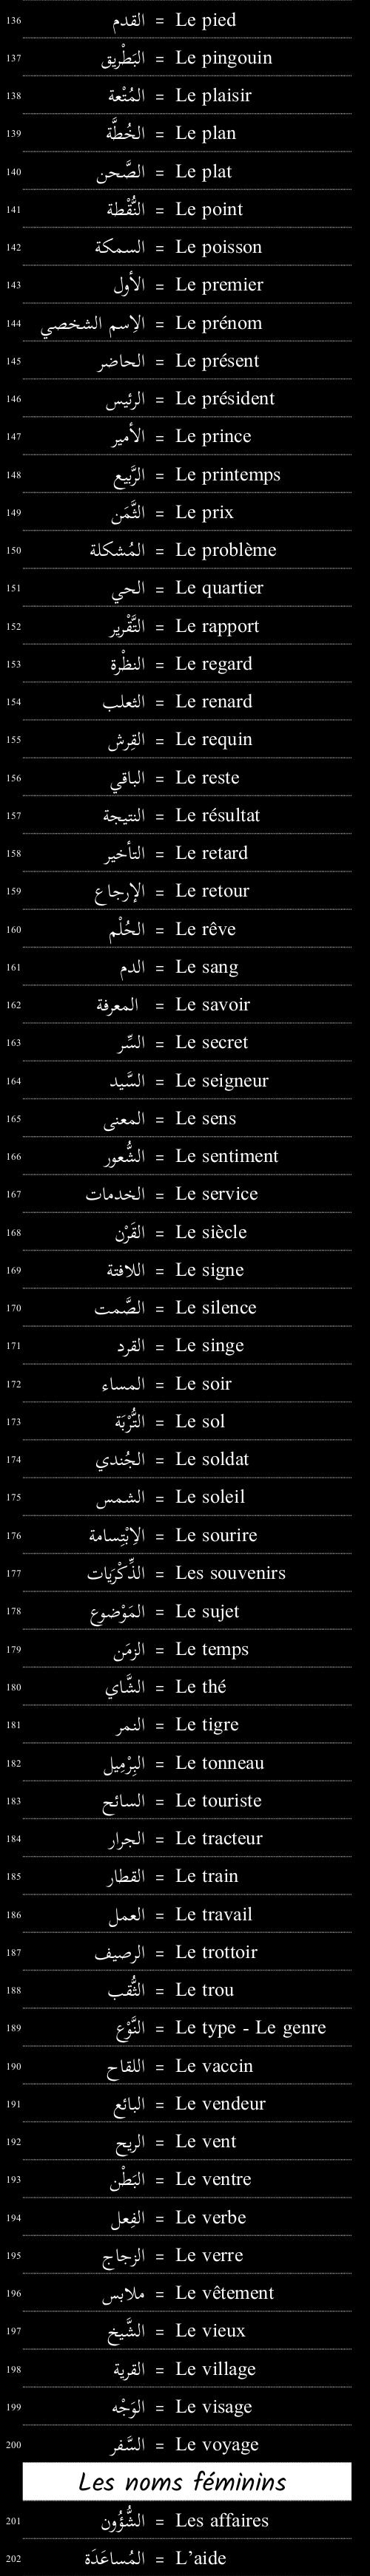 136 القدم = Le pied
137 البَطْريق = Le pingouin
138 المُتْعة = Le plaisir
139 الخُطَّة = Le plan
140 الصَّحن = Le plat
141 النُّقْطة = Le point
142 السمكة = Le poisson
143 الأول = Le premier
144 الاِسم الشخصي = Le prénom
145 الحاضر = Le présent
146 الرئيس = Le président
147 الأمير = Le prince
148 الرَّبيع = Le printemps
149 الثَّمَن = Le prix
150 المُشكلة = Le problème
151 الحي = Le quartier
152 التَّقْرير = Le rapport
153 النظْرة = Le regard
154 الثعلب = Le renard
155 القِرش = Le requin
156 الباقي = Le reste
157 النتيجة = Le résultat
158 التأخير = Le retard
159 الإرجاع = Le retour
160 الحُلْم = Le rêve
161 الدم = Le sang
162 المعرفة = Le savoir
163 السِّر = Le secret
164 السَّيد = Le seigneur
165 المعنى = Le sens
166 الشُّعور = Le sentiment
167 الخدمات = Le service
168 القَرْن = Le siècle
169 اللافتة = Le signe
170 الصَّمت = Le silence
171 القرد = Le singe
172 المساء = Le soir
173 التُّرْبَة = Le sol
174 الجُندي = Le soldat
175 الشمس = Le soleil
176 الاِبْتِسامة = Le sourire
177 الذِّكْرَيات = Les souvenirs
178 المَوْضوع = Le sujet
179 الزمَن = Le temps
180 الشَّاي = Le thé
181 النمر = Le tigre
182 البِرْمِيل = Le tonneau
183 السائح = Le touriste
184 الجرار = Le tracteur
185 القطار = Le train
186 العمل = Le travail
187 الرصيف = Le trottoir
188 الثُّقب = Le trou
189 النَّوْع = Le type - Le genre
190 اللقاح = Le vaccin
191 البائع = Le vendeur
192 الريح = Le vent
193 البَطْن = Le ventre
194 الفِعل = Le verbe
195 الزجاج = Le verre
196 ملابس = Le vêtement
197 الشَّيخ = Le vieux
198 القرية = Le village
199 الوَجْه = Le visage
200 السَّفر = Le voyage
Les noms féminins
201 الشُّؤُون = Les affaires
202 المُساعَدَة = L'aide